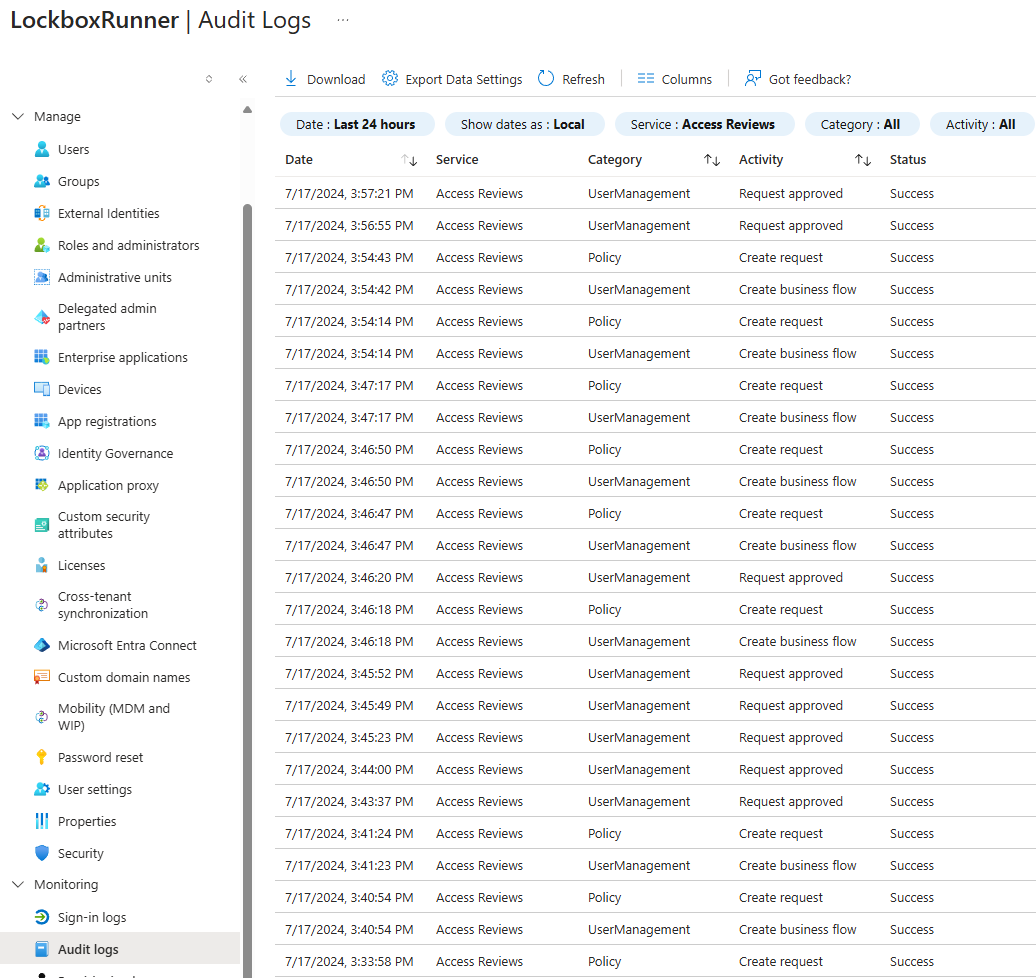 LockboxRunner | Audit Logs ...
Download Export Data Settings Refresh Columns Got feedback?
Manage
Users
Groups
External Identities
Roles and administrators
Administrative units
Delegated admin
partners
Enterprise applications
Devices
App registrations
Identity Governance
Application proxy
Custom security
attributes
Licenses
Cross-tenant
synchronization
Microsoft Entra Connect
Custom domain names
Mobility (MDM and
WIP)
Password reset
User settings
Properties
Security
Monitoring
Sign-in logs
Audit logs
Date : Last 24 hours Show dates as : Local Service : Access Reviews Category : All Activity : All
Date Service Category Activity Status
7/17/2024, 3:57:21 PM Access Reviews UserManagement Request approved Success
7/17/2024, 3:56:55 PM Access Reviews UserManagement Request approved Success
7/17/2024, 3:54:43 PM Access Reviews Policy Create request Success
7/17/2024, 3:54:42 PM Access Reviews UserManagement Create business flow Success
7/17/2024, 3:54:14 PM Access Reviews Policy Create request Success
7/17/2024, 3:54:14 PM Access Reviews UserManagement Create business flow Success
7/17/2024, 3:47:17 PM Access Reviews Policy Create request Success
7/17/2024, 3:47:17 PM Access Reviews UserManagement Create business flow Success
7/17/2024, 3:46:50 PM Access Reviews Policy Create request Success
7/17/2024, 3:46:50 PM Access Reviews UserManagement Create business flow Success
7/17/2024, 3:46:47 PM Access Reviews Policy Create request Success
7/17/2024, 3:46:47 PM Access Reviews UserManagement Create business flow Success
7/17/2024, 3:46:20 PM Access Reviews UserManagement Request approved Success
7/17/2024, 3:46:18 PM Access Reviews Policy Create request Success
7/17/2024, 3:46:18 PM Access Reviews UserManagement Create business flow Success
7/17/2024, 3:45:52 PM Access Reviews UserManagement Request approved Success
7/17/2024, 3:45:49 PM Access Reviews UserManagement Request approved Success
7/17/2024, 3:45:23 PM Access Reviews UserManagement Request approved Success
7/17/2024, 3:44:00 PM Access Reviews UserManagement Request approved Success
7/17/2024, 3:43:37 PM Access Reviews UserManagement Request approved Success
7/17/2024, 3:41:24 PM Access Reviews Policy Create request Success
7/17/2024, 3:41:23 PM Access Reviews UserManagement Create business flow Success
7/17/2024, 3:40:54 PM Access Reviews Policy Create request Success
7/17/2024, 3:40:54 PM Access Reviews UserManagement Create business flow Success
7/17/2024, 3:33:58 PM Access Reviews Policy Create request Success